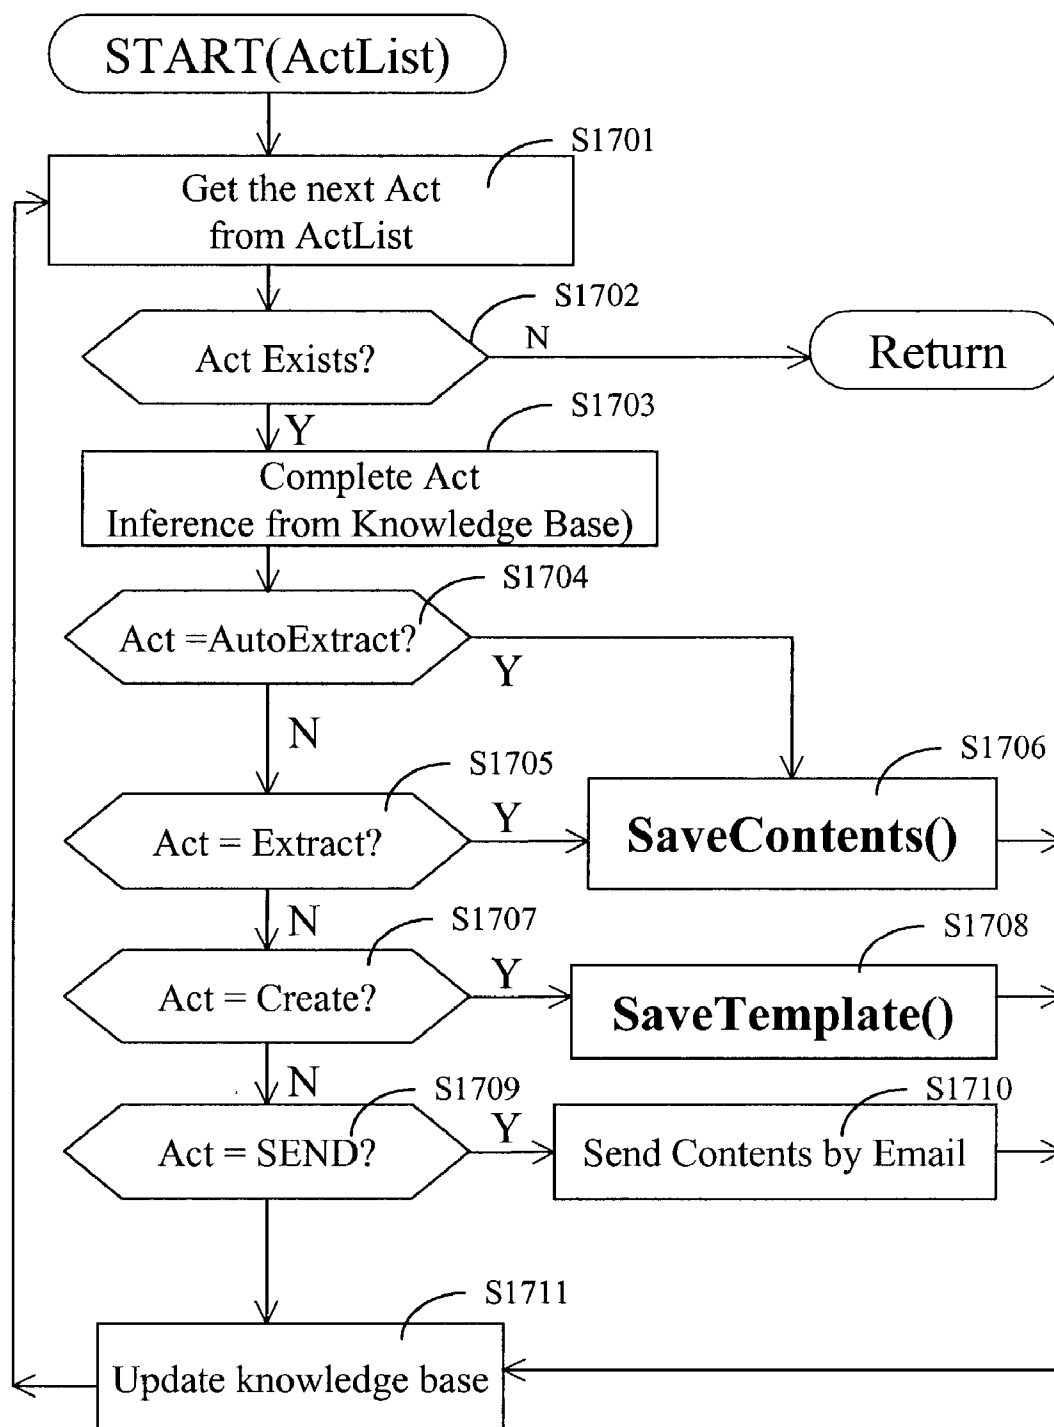 START(ActList)
S1701
Get the next Act
from ActList
S1702
Act Exists?
N
Return
Y
S1703
Complete Act
Inference from Knowledge Base)
S1704
Act =AutoExtract?
Y
N
S1705
S1706
Act = Extract?
Y
SaveContents()
N
S1707
S1708
Act = Create?
Y
SaveTemplate()
N
S1709
S1710
Act = SEND?
Y
Send Contents by Email
S1711
Update knowledge base